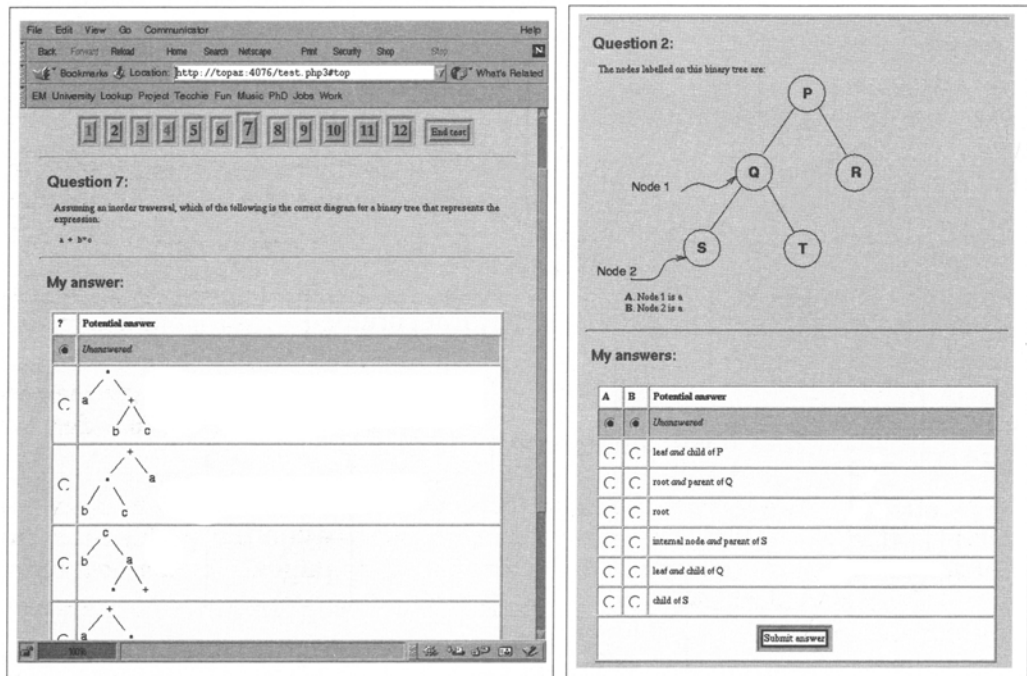 File Edit View Go Communicator Help
Back Forward Reload Home Search Netscape Print Security Shop Stop N
Bookmarks Location: http://topaz:4076/test.php3#top What's Related
EM University Lookup Project Tecchie Fun Music PhD Jobs Work
1 2 3 4 5 6 7 8 9 10 11 12 End test
Question 7:
Assuming an inorder traversal, which of the following is the correct diagram for a binary tree that represents the
expression.
a + b*c
My answer:
? Potential answer
Unanswered
*
a +
b c
+
* a
b c
c
b a
* +
+
a *
100%
Question 2:
The nodes labelled on this binary tree are:
P
Q R
Node 1
S T
Node 2
A. Node 1 is a
B. Node 2 is a
My answers:
A B Potential answer
Unanswered
leaf and child of P
root and parent of Q
root
internal node and parent of S
leaf and child of Q
child of S
Submit answer